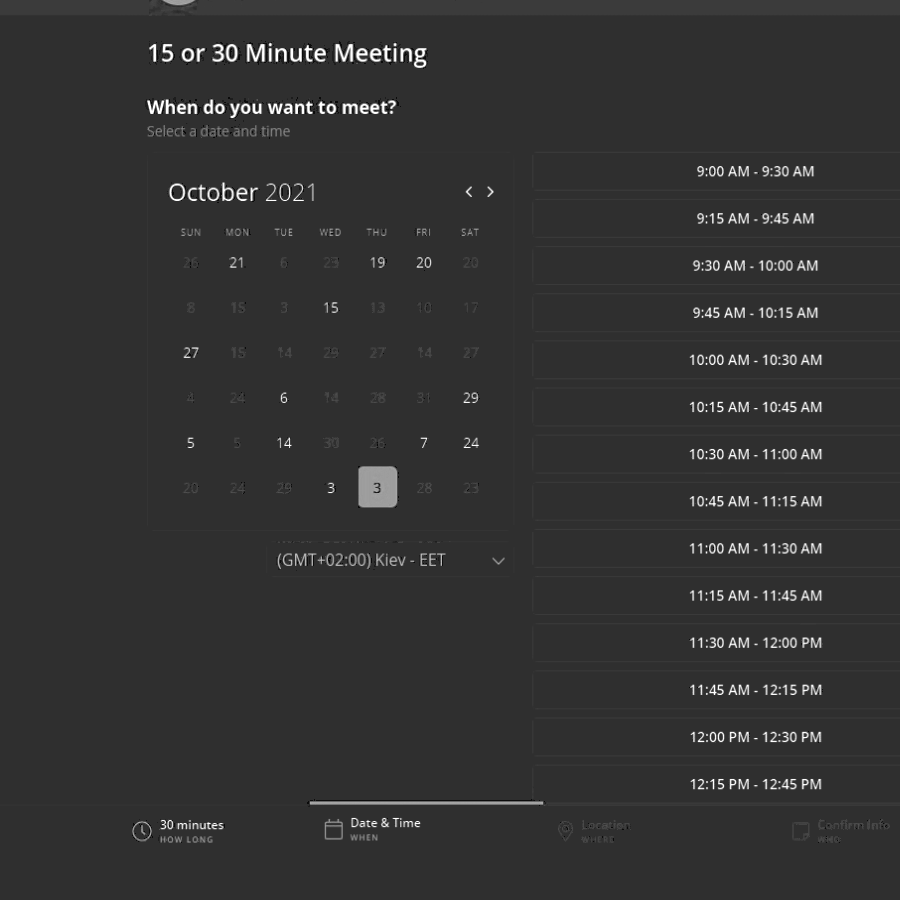 15 or 30 Minute Meeting
When do you want to meet?
Select a date and time
October 2021
SUN MON TUE WED THU FRI SAT
26 21 6 23 19 20 20
8 15 3 15 13 10 17
27 15 14 29 27 14 27
4 24 6 14 28 31 29
5 5 14 30 26 7 24
20 24 29 3 3 28 23
(GMT+02:00) Kiev - EET
9:00 AM - 9:30 AM
9:15 AM - 9:45 AM
9:30 AM - 10:00 AM
9:45 AM - 10:15 AM
10:00 AM - 10:30 AM
10:15 AM - 10:45 AM
10:30 AM - 11:00 AM
10:45 AM - 11:15 AM
11:00 AM - 11:30 AM
11:15 AM - 11:45 AM
11:30 AM - 12:00 PM
11:45 AM - 12:15 PM
12:00 PM - 12:30 PM
12:15 PM - 12:45 PM
30 minutes
HOW LONG
Date & Time
WHEN
Location
WHERE
Confirm Info
WHO